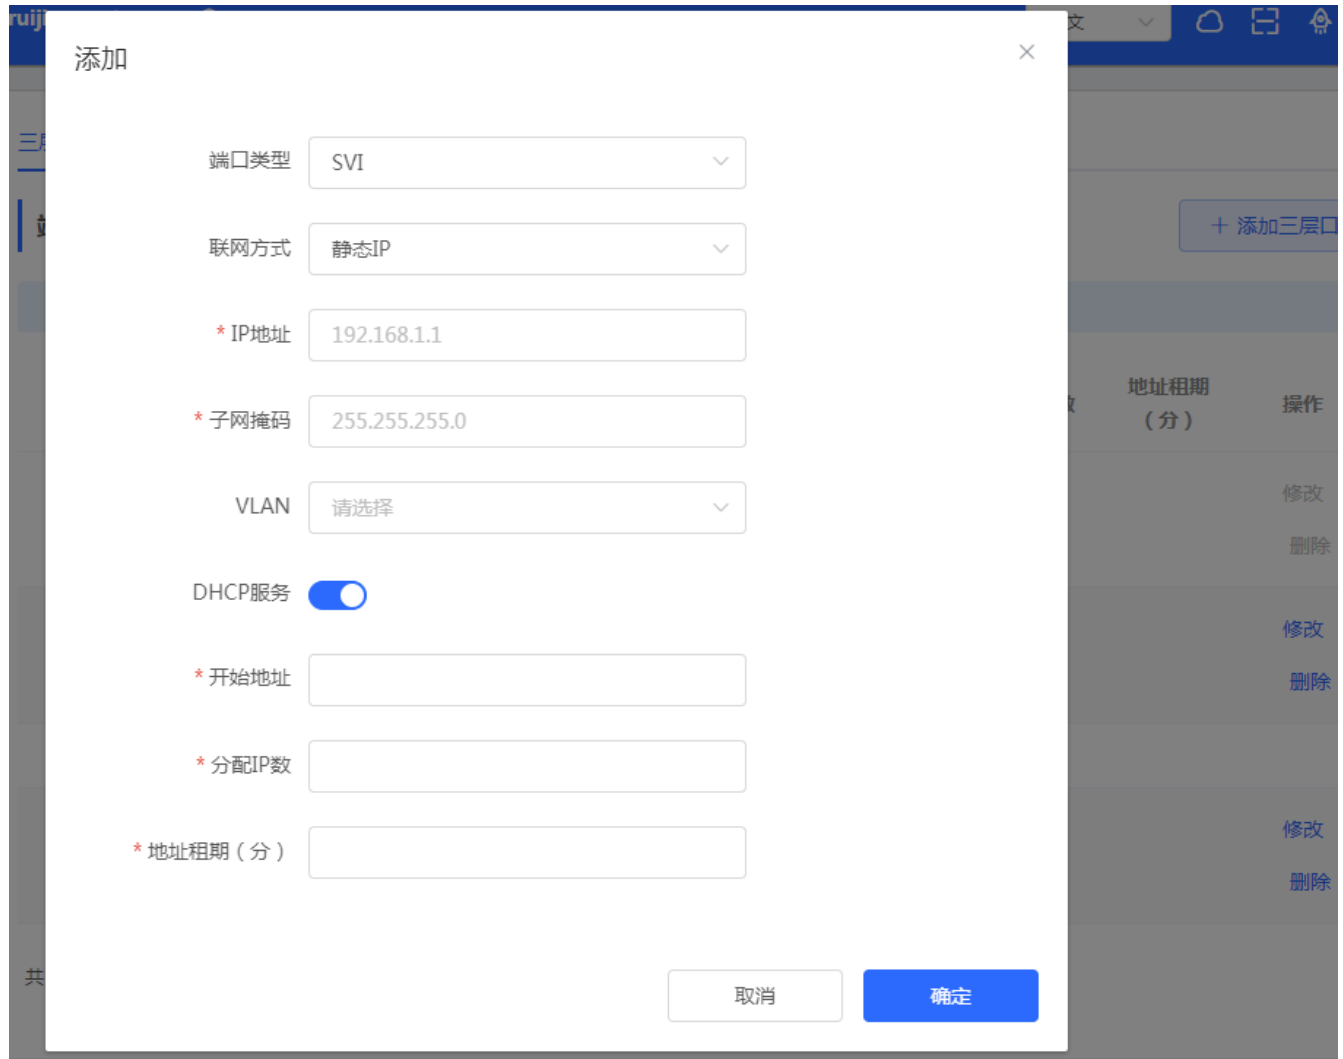 ruiji
文
添加
三层
端口类型
SVI
联网方式
静态IP
+ 添加三层口
* IP地址
192.168.1.1
* 子网掩码
255.255.255.0
地址租期
（分）
操作
VLAN
请选择
修改
删除
DHCP服务
修改
* 开始地址
删除
* 分配IP数
* 地址租期（分）
修改
删除
共
取消
确定